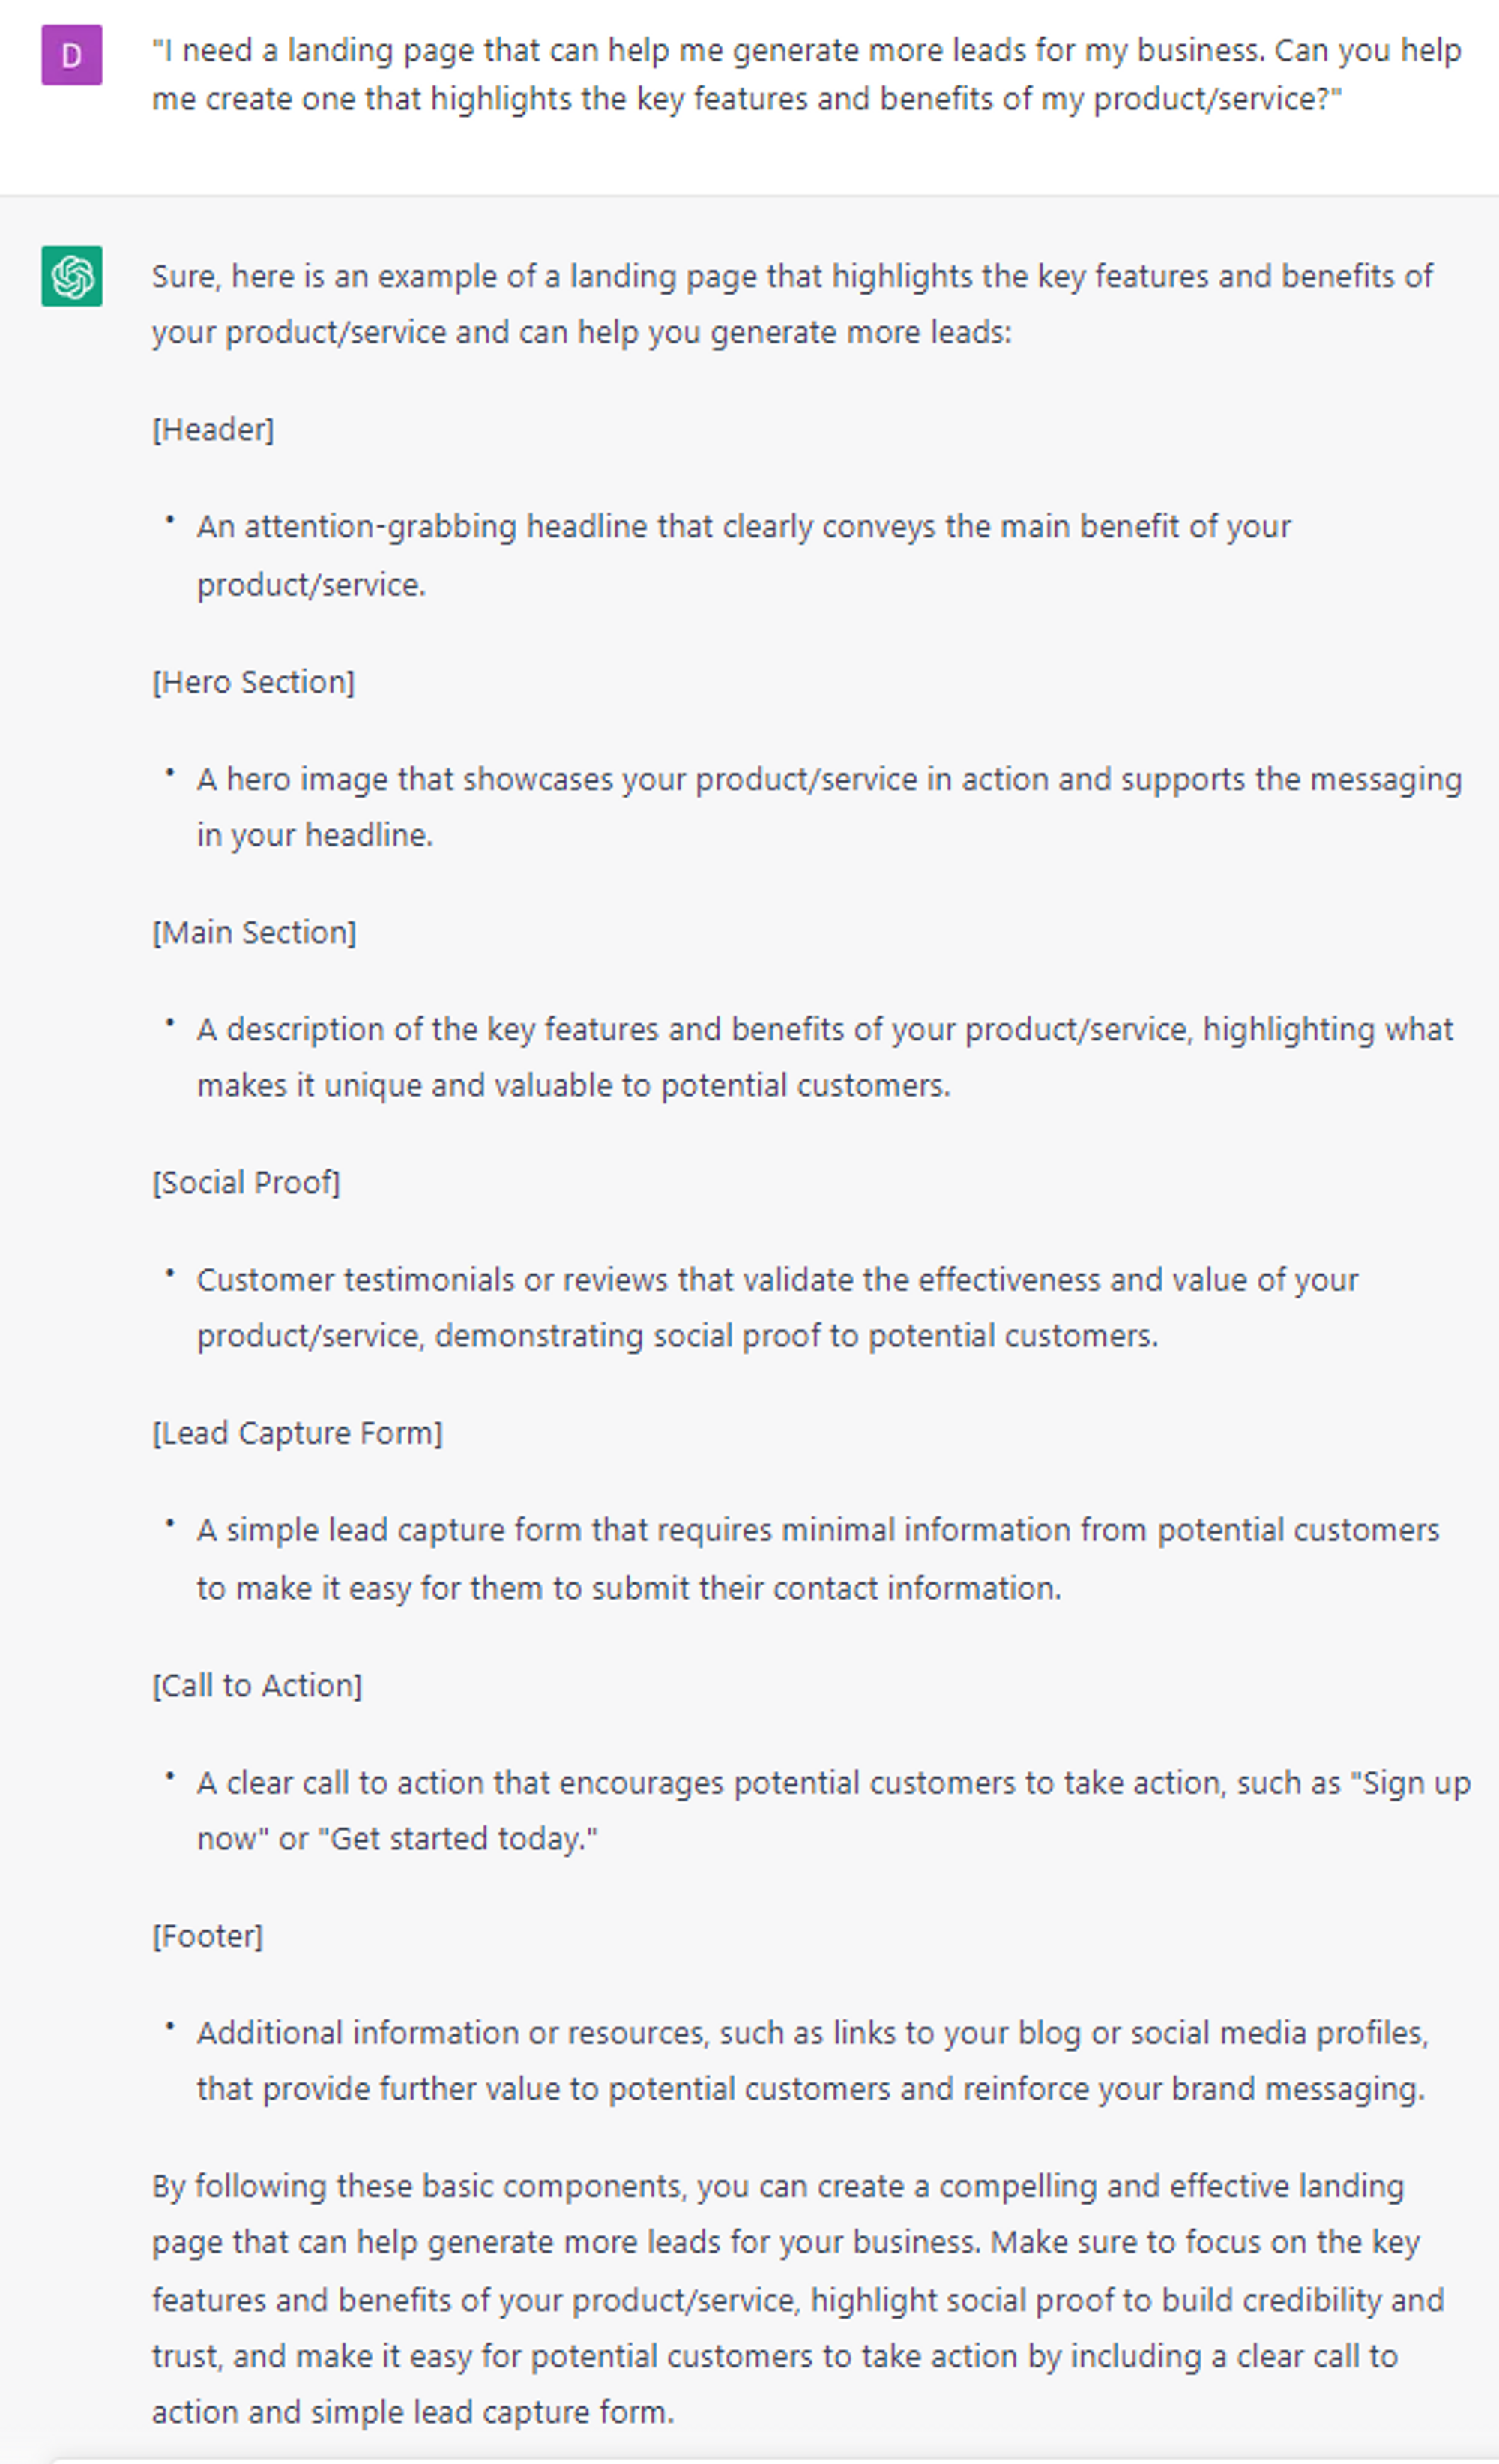 D
"I need a landing page that can help me generate more leads for my business. Can you help
me create one that highlights the key features and benefits of my product/service?"
Sure, here is an example of a landing page that highlights the key features and benefits of
your product/service and can help you generate more leads:
[Header]
• An attention-grabbing headline that clearly conveys the main benefit of your
product/service.
[Hero Section]
• A hero image that showcases your product/service in action and supports the messaging
in your headline.
[Main Section]
• A description of the key features and benefits of your product/service, highlighting what
makes it unique and valuable to potential customers.
[Social Proof]
• Customer testimonials or reviews that validate the effectiveness and value of your
product/service, demonstrating social proof to potential customers.
[Lead Capture Form]
• A simple lead capture form that requires minimal information from potential customers
to make it easy for them to submit their contact information.
[Call to Action]
• A clear call to action that encourages potential customers to take action, such as "Sign up
now" or "Get started today."
[Footer]
• Additional information or resources, such as links to your blog or social media profiles,
that provide further value to potential customers and reinforce your brand messaging.
By following these basic components, you can create a compelling and effective landing
page that can help generate more leads for your business. Make sure to focus on the key
features and benefits of your product/service, highlight social proof to build credibility and
trust, and make it easy for potential customers to take action by including a clear call to
action and simple lead capture form.